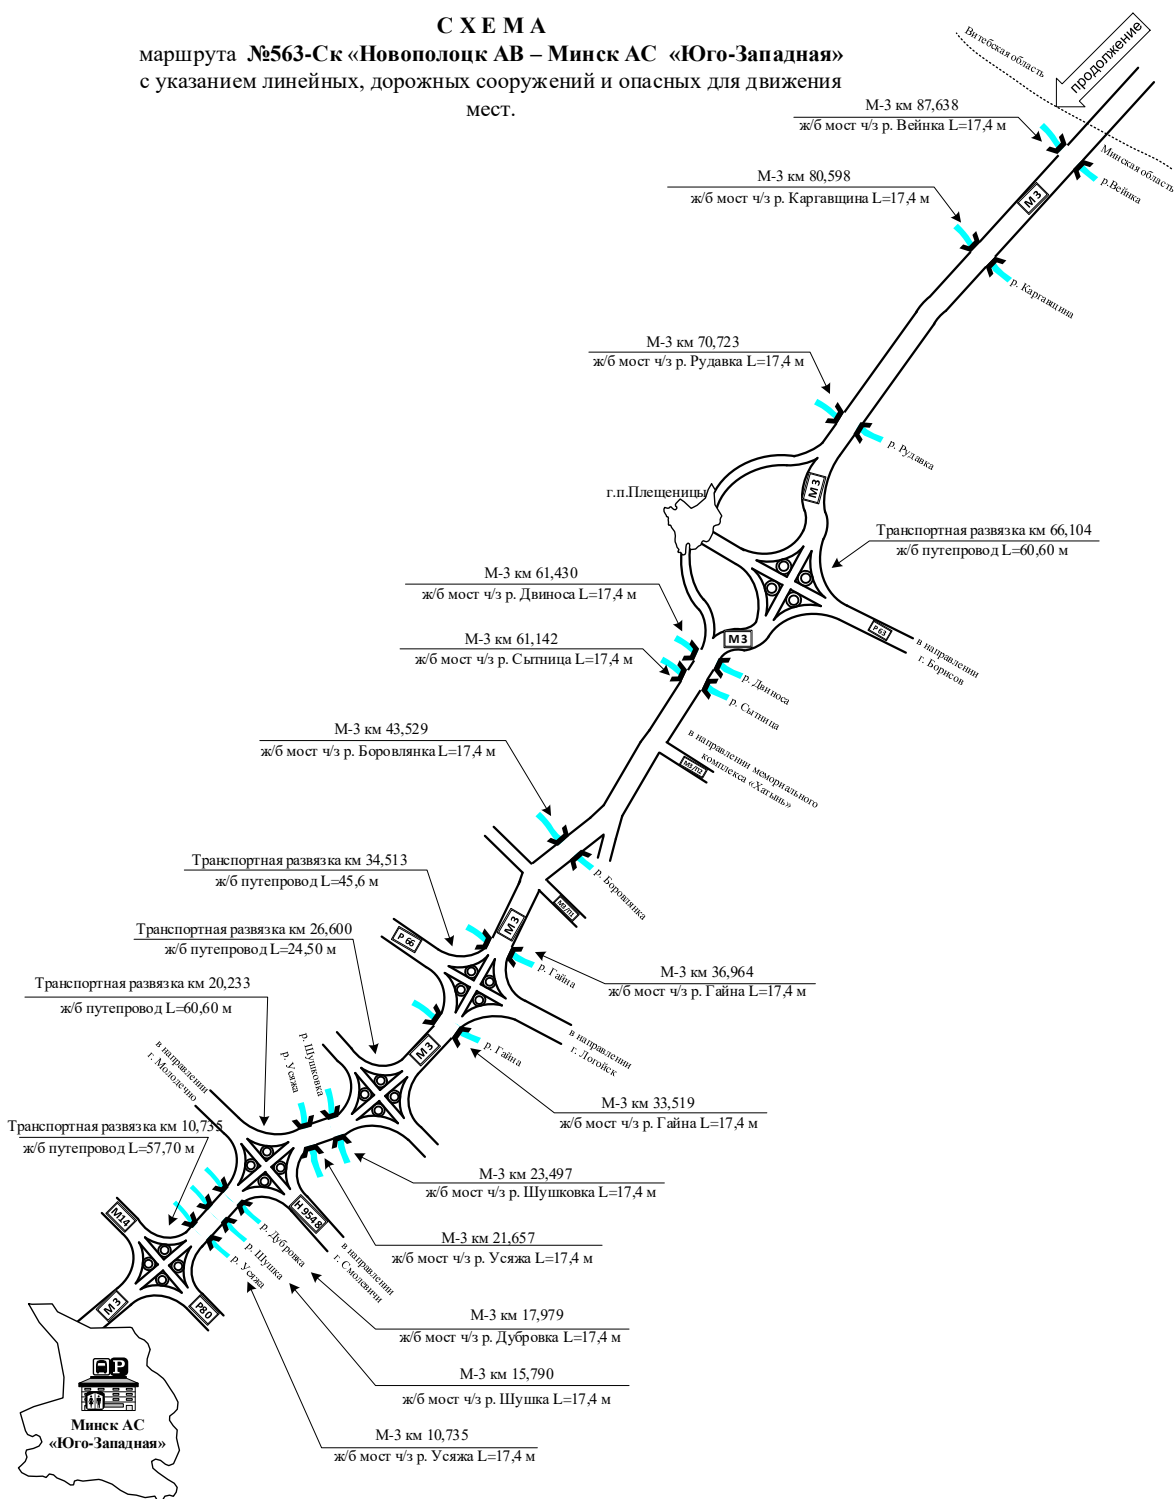 С Х Е М А
маршрута №563-Ск «Новополоцк АВ – Минск АС «Юго-Западная»
с указанием линейных, дорожных сооружений и опасных для движения
мест.
Витебская область
продолжение
Минская область
М-3 км 87,638
ж/б мост ч/з р. Вейнка L=17,4 м
р.Вейнка
М 3
М-3 км 80,598
ж/б мост ч/з р. Каргавщина L=17,4 м
р. Каргавщина
М-3 км 70,723
ж/б мост ч/з р. Рудавка L=17,4 м
р. Рудавка
М 3
г.п.Плещеницы
Транспортная развязка км 66,104
ж/б путепровод L=60,60 м
Р 63
в направлении
г. Борисов
М-3 км 61,430
ж/б мост ч/з р. Двиноса L=17,4 м
М 3
М-3 км 61,142
ж/б мост ч/з р. Сытница L=17,4 м
р. Двиноса
р. Сытница
в направлении мемориального
комплекса «Хатынь»
М3/П2
М-3 км 43,529
ж/б мост ч/з р. Боровлянка L=17,4 м
р. Боровлянка
М3/П1
Транспортная развязка км 34,513
ж/б путепровод L=45,6 м
М 3
Р 66
р. Гайна
М-3 км 36,964
ж/б мост ч/з р. Гайна L=17,4 м
Транспортная развязка км 26,600
ж/б путепровод L=24,50 м
в направлении
г. Логойск
Транспортная развязка км 20,233
ж/б путепровод L=60,60 м
р. Гайна
М 3
М-3 км 33,519
ж/б мост ч/з р. Гайна L=17,4 м
р. Шушковка
р. Усяжа
в направлении
г. Молодечно
Транспортная развязка км 10,735
ж/б путепровод L=57,70 м
М-3 км 23,497
ж/б мост ч/з р. Шушковка L=17,4 м
Н 9548
в направлении
г. Смолевичи
М14
р. Дубровка
р. Шушка
р. Усяжа
М-3 км 21,657
ж/б мост ч/з р. Усяжа L=17,4 м
М 3
Р80
М-3 км 17,979
ж/б мост ч/з р. Дубровка L=17,4 м
М-3 км 15,790
ж/б мост ч/з р. Шушка L=17,4 м
P
Минск АС
«Юго-Западная»
М-3 км 10,735
ж/б мост ч/з р. Усяжа L=17,4 м